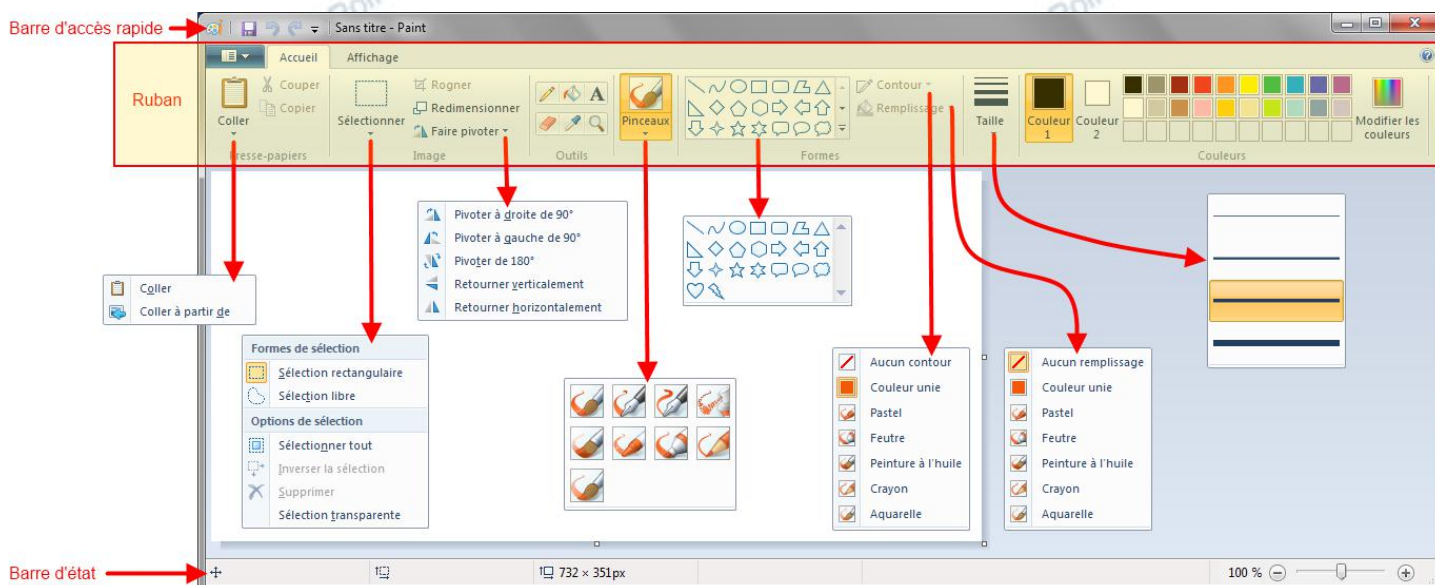 Barre d'accès rapide
Sans titre - Paint
Accueil Affichage
Ruban
Coller
Couper
Copier
Presse-papiers
Sélectionner
Rogner
Redimensionner
Faire pivoter
Image
A
Outils
Pinceaux
Formes
Contour
Remplissage
Taille
Couleur 1
Couleur 2
Modifier les couleurs
Couleurs
Coller
Coller à partir de
Pivoter à droite de 90°
Pivoter à gauche de 90°
Pivoter de 180°
Retourner verticalement
Retourner horizontalement
Formes de sélection
Sélection rectangulaire
Sélection libre
Options de sélection
Sélectionner tout
Inverser la sélection
Supprimer
Sélection transparente
Aucun contour
Couleur unie
Pastel
Feutre
Peinture à l'huile
Crayon
Aquarelle
Aucun remplissage
Couleur unie
Pastel
Feutre
Peinture à l'huile
Crayon
Aquarelle
Barre d'état
732 × 351px
100 %